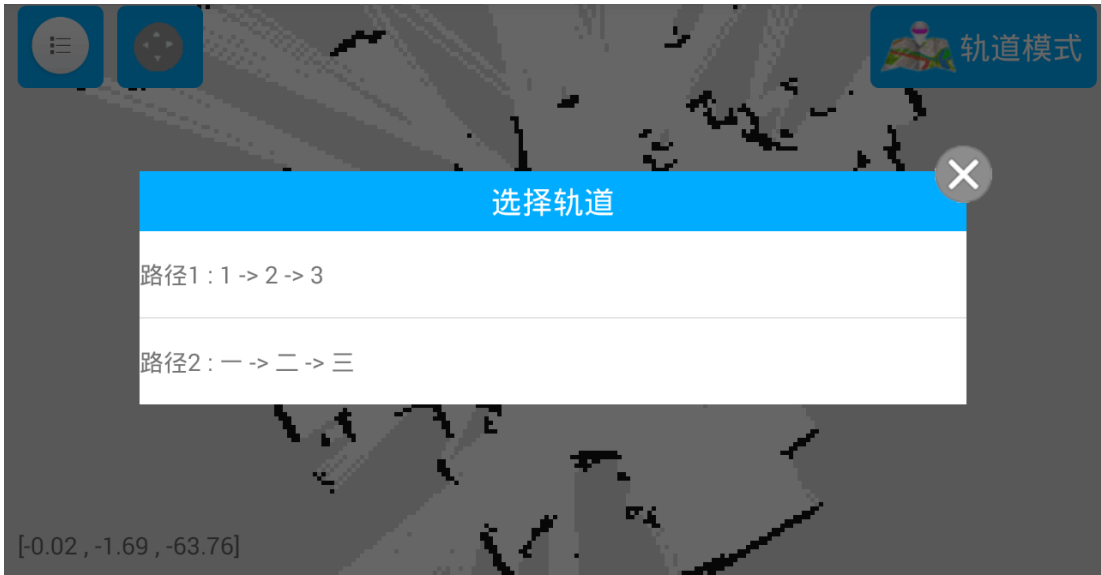 轨道模式
选择轨道
路径1 : 1 -> 2 -> 3
路径2 : 一 -> 二 -> 三
[-0.02 , -1.69 , -63.76]